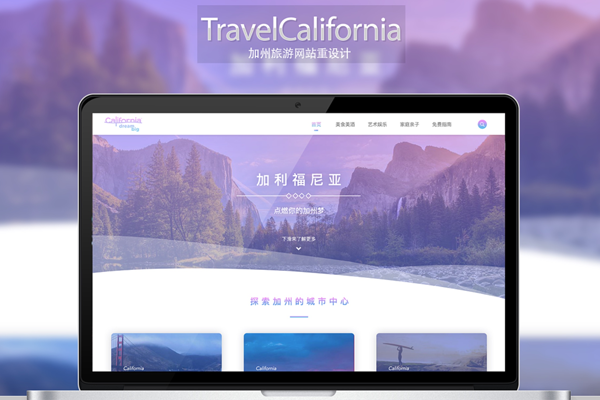 TravelCalifornia
加州旅游网站重设计
California
dream
big
首页 美食美酒 艺术娱乐 家庭亲子 免费指南
加利福尼亚
点燃你的加州梦
下滑来了解更多
探索加州的城市中心
California
California
California